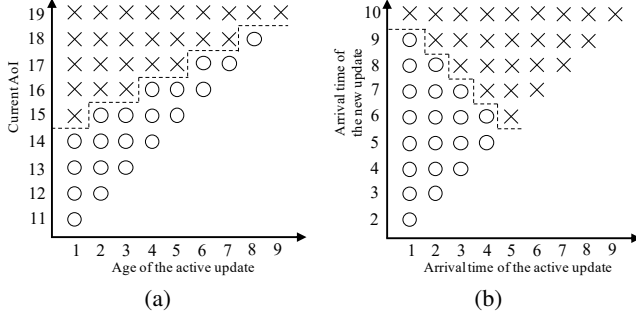 19
18
17
16
15
14
13
12
11
Current AoI
1 2 3 4 5 6 7 8 9
Age of the active update
(a)
10
9
8
7
6
5
4
3
2
Arrival time of
the new update
1 2 3 4 5 6 7 8 9
Arrival time of the active update
(b)